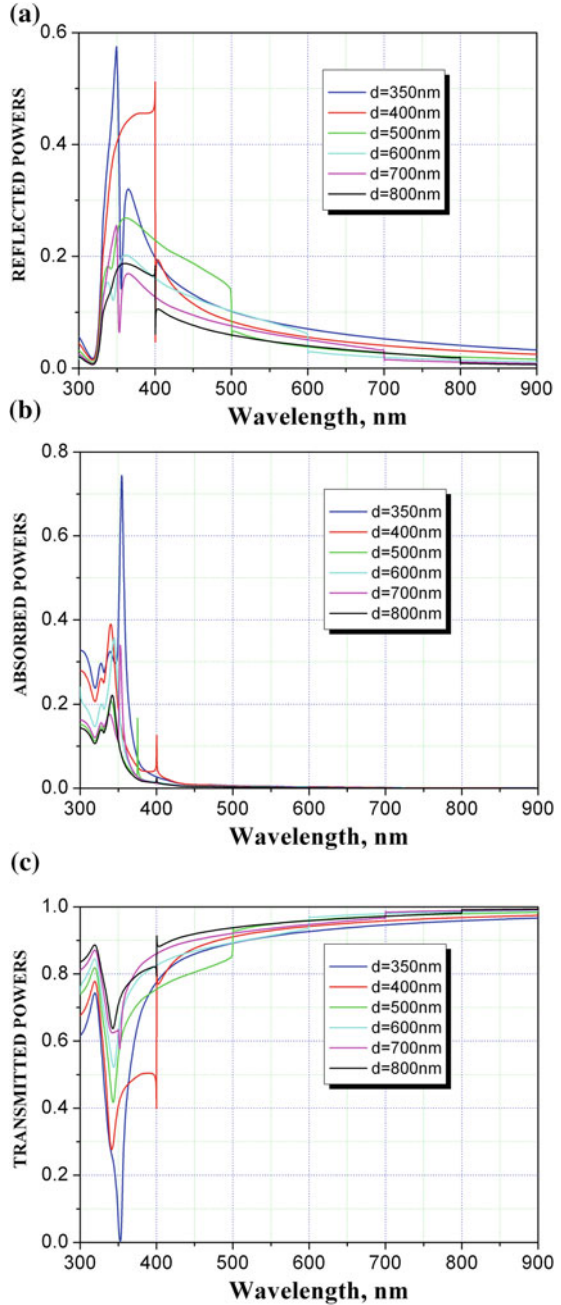 (a)
0.6
0.4
0.2
0.0
REFLECTED POWERS
d=350nm
d=400nm
d=500nm
d=600nm
d=700nm
d=800nm
300 400 500 600 700 800 900
Wavelength, nm
(b)
0.8
0.6
0.4
0.2
0.0
ABSORBED POWERS
d=350nm
d=400nm
d=500nm
d=600nm
d=700nm
d=800nm
300 400 500 600 700 800 900
Wavelength, nm
(c)
1.0
0.8
0.6
0.4
0.2
0.0
TRANSMITTED POWERS
d=350nm
d=400nm
d=500nm
d=600nm
d=700nm
d=800nm
300 400 500 600 700 800 900
Wavelength, nm